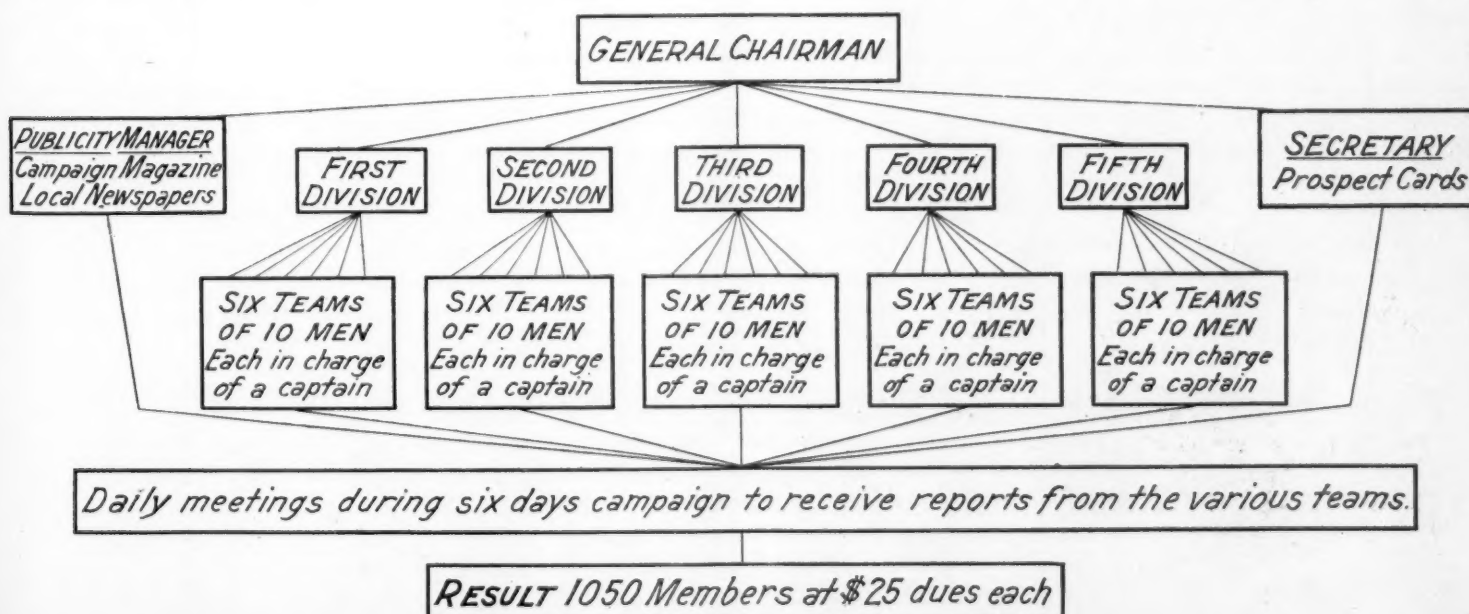 GENERAL CHAIRMAN
PUBLICITY MANAGER
Campaign Magazine
Local Newspapers
FIRST
DIVISION
SECOND
DIVISION
THIRD
DIVISION
FOURTH
DIVISION
FIFTH
DIVISION
SECRETARY
Prospect Cards
SIX TEAMS
OF 10 MEN
Each in charge
of a captain
SIX TEAMS
OF 10 MEN
Each in charge
of a captain
SIX TEAMS
OF 10 MEN
Each in charge
of a captain
SIX TEAMS
OF 10 MEN
Each in charge
of a captain
SIX TEAMS
OF 10 MEN
Each in charge
of a captain
Daily meetings during six days campaign to receive reports from the various teams.
RESULT 1050 Members at $25 dues each